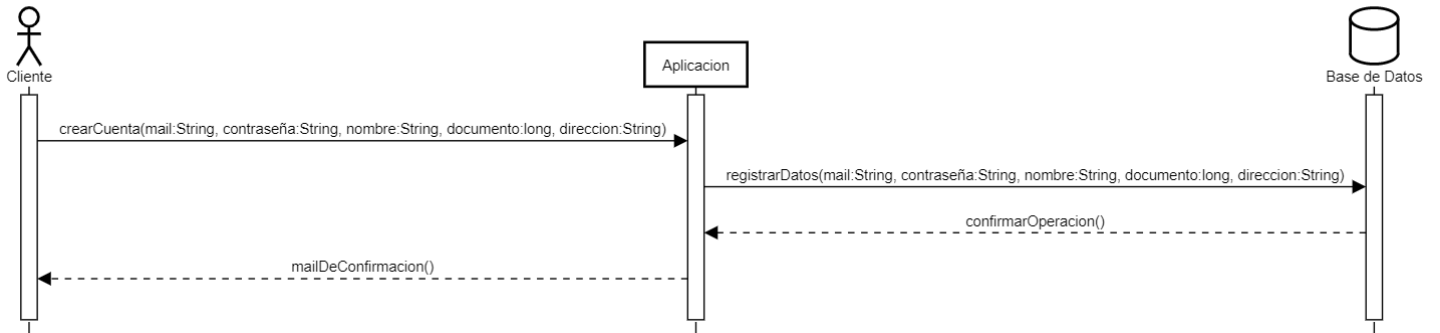 Cliente
Aplicacion
Base de Datos
crearCuenta(mail:String, contraseña:String, nombre:String, documento:long, direccion:String)
registrarDatos(mail:String, contraseña:String, nombre:String, documento:long, direccion:String)
confirmarOperacion()
mailDeConfirmacion()